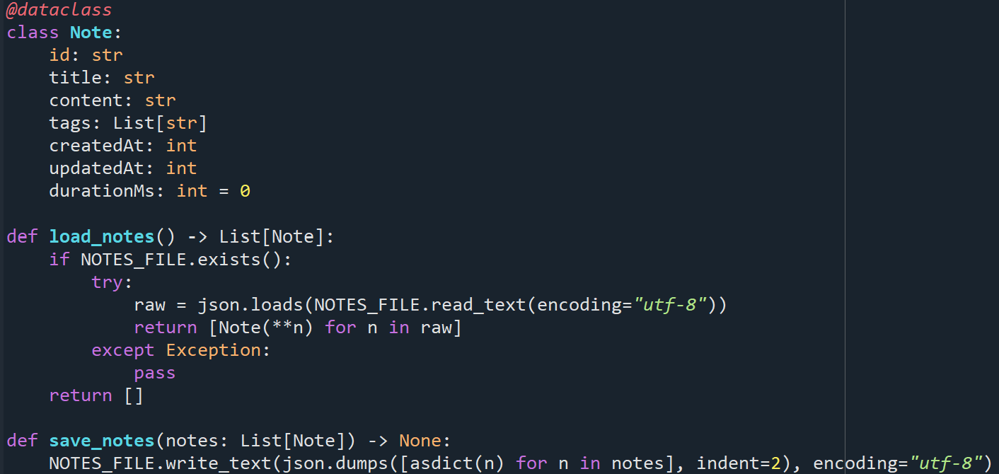 @dataclass
class Note:
    id: str
    title: str
    content: str
    tags: List[str]
    createdAt: int
    updatedAt: int
    durationMs: int = 0

def load_notes() -> List[Note]:
    if NOTES_FILE.exists():
        try:
            raw = json.loads(NOTES_FILE.read_text(encoding="utf-8"))
            return [Note(**n) for n in raw]
        except Exception:
            pass
    return []

def save_notes(notes: List[Note]) -> None:
    NOTES_FILE.write_text(json.dumps([asdict(n) for n in notes], indent=2), encoding="utf-8")